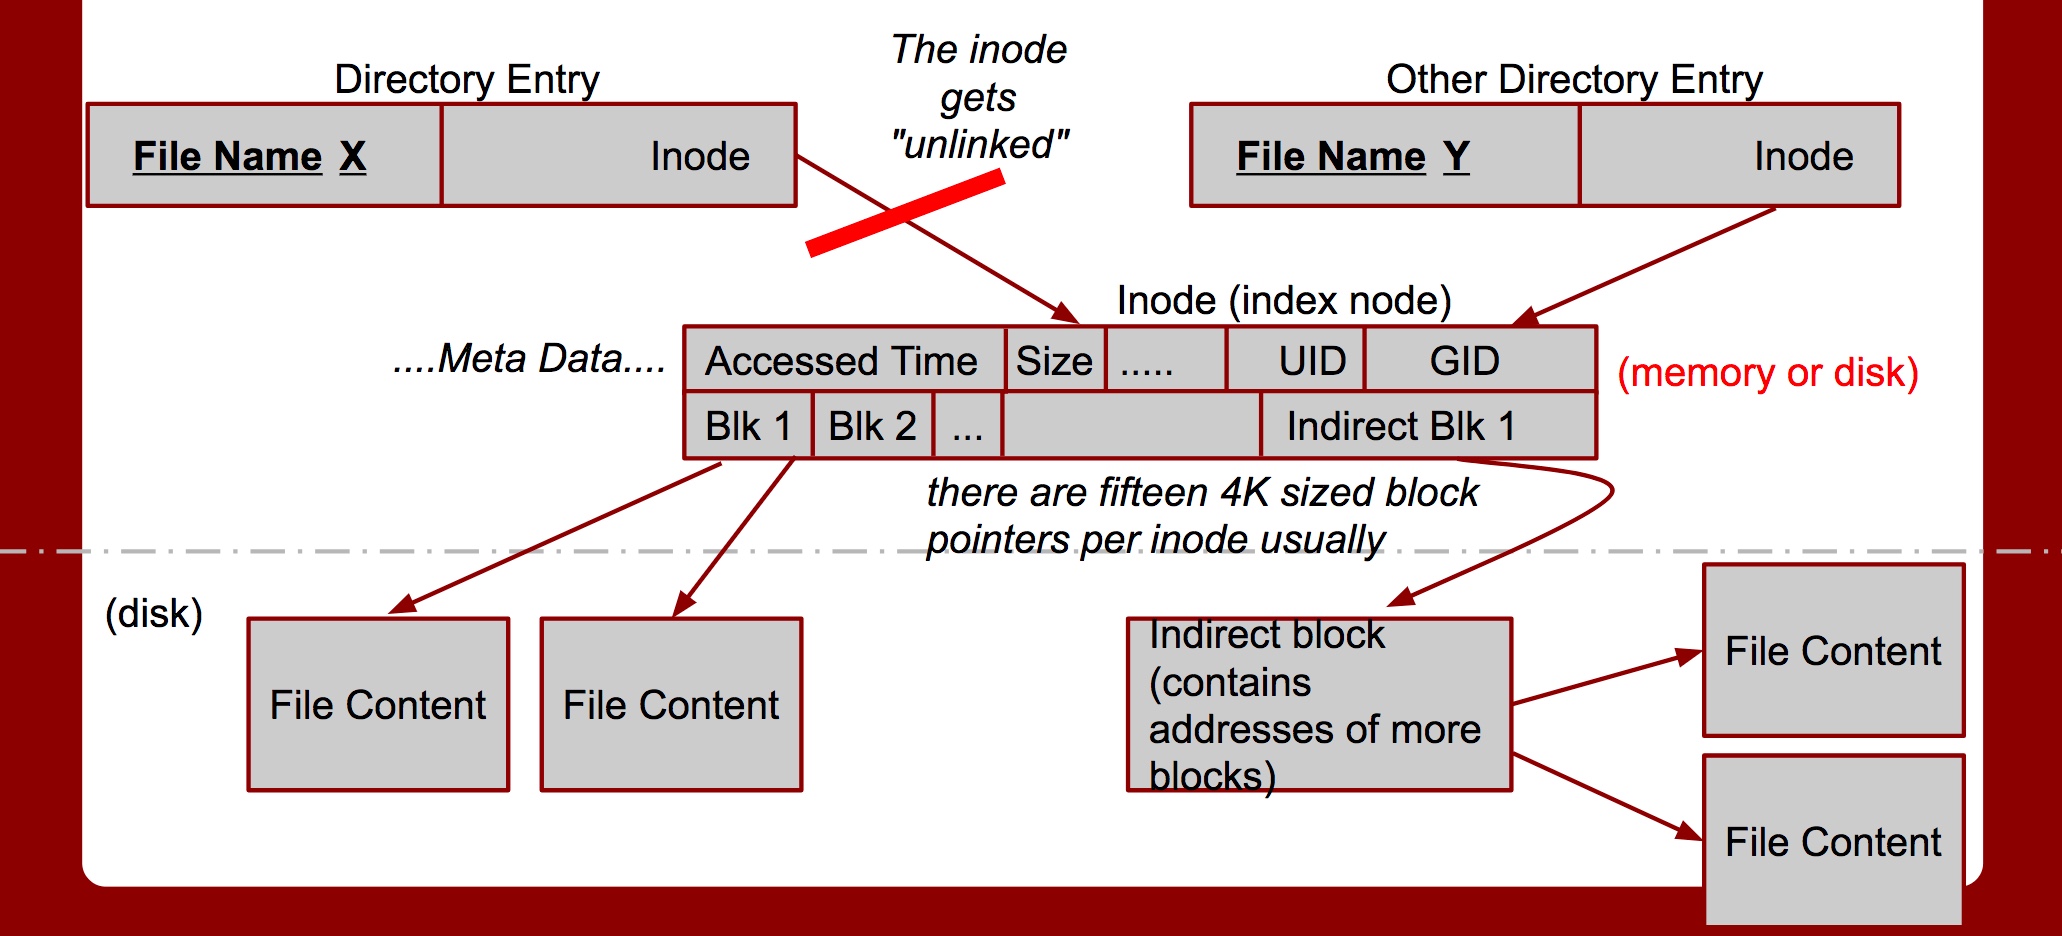 The inode
gets
"unlinked"
Directory Entry
File Name X
Inode
Other Directory Entry
File Name Y
Inode
Inode (index node)
....Meta Data....
Accessed Time
Size
.....
UID
GID
(memory or disk)
Blk 1
Blk 2
...
Indirect Blk 1
there are fifteen 4K sized block
pointers per inode usually
(disk)
File Content
File Content
Indirect block
(contains
addresses of more
blocks)
File Content
File Content